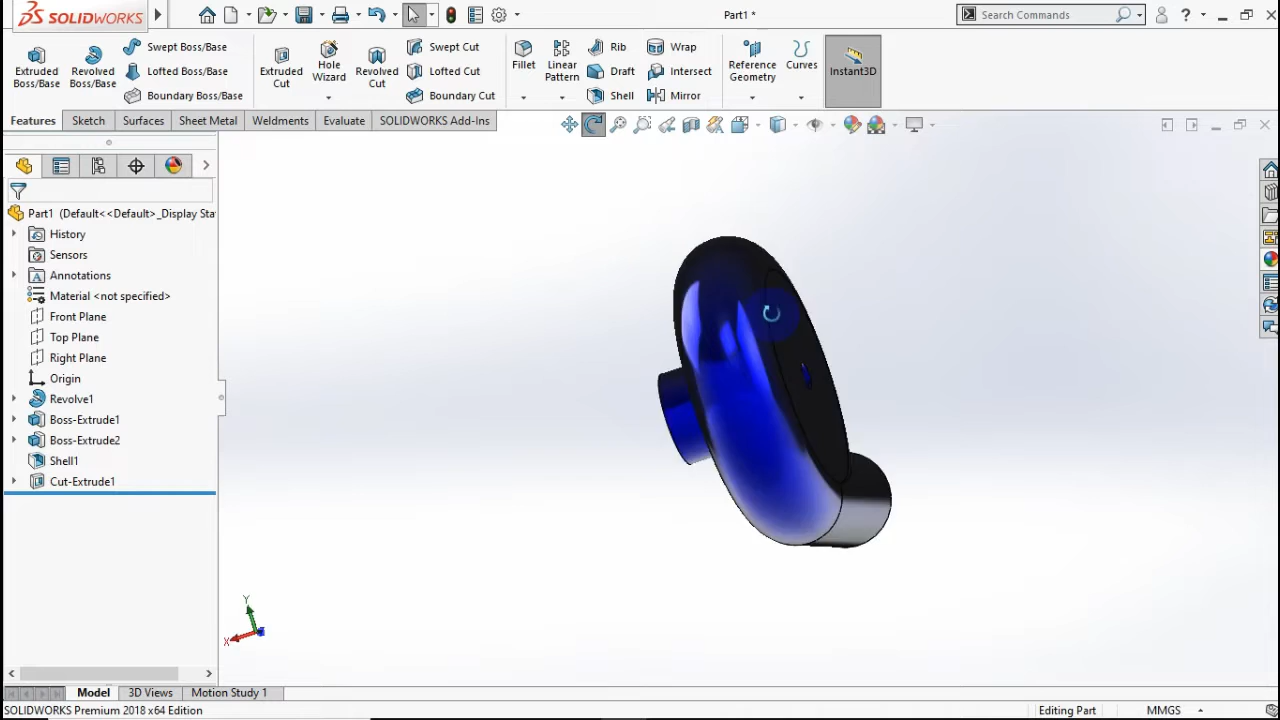 SOLIDWORKS
Part1 *
Search Commands
?
Extruded Boss/Base
Revolved Boss/Base
Swept Boss/Base
Lofted Boss/Base
Boundary Boss/Base
Extruded Cut
Hole Wizard
Revolved Cut
Swept Cut
Lofted Cut
Boundary Cut
Fillet
Linear Pattern
Rib
Draft
Shell
Wrap
Intersect
Mirror
Reference Geometry
Curves
Instant3D
Features
Sketch
Surfaces
Sheet Metal
Weldments
Evaluate
SOLIDWORKS Add-Ins
Part1 (Default<<Default>_Display Sta
History
Sensors
Annotations
Material <not specified>
Front Plane
Top Plane
Right Plane
Origin
Revolve1
Boss-Extrude1
Boss-Extrude2
Shell1
Cut-Extrude1
Y
X
Model
3D Views
Motion Study 1
SOLIDWORKS Premium 2018 x64 Edition
Editing Part
MMGS